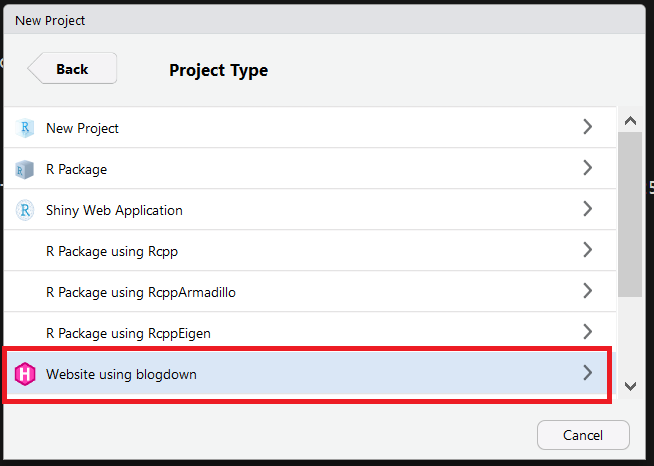 New Project
Back
Project Type
R New Project
R R Package
R Shiny Web Application
R Package using Rcpp
R Package using RcppArmadillo
R Package using RcppEigen
H Website using blogdown
Cancel